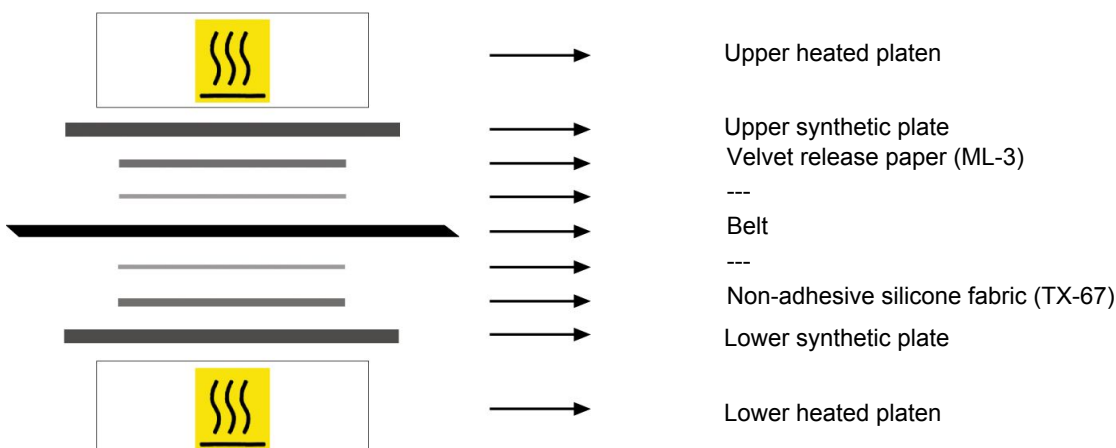 Upper heated platen
Upper synthetic plate
Velvet release paper (ML-3)
---
Belt
---
Non-adhesive silicone fabric (TX-67)
Lower synthetic plate
Lower heated platen